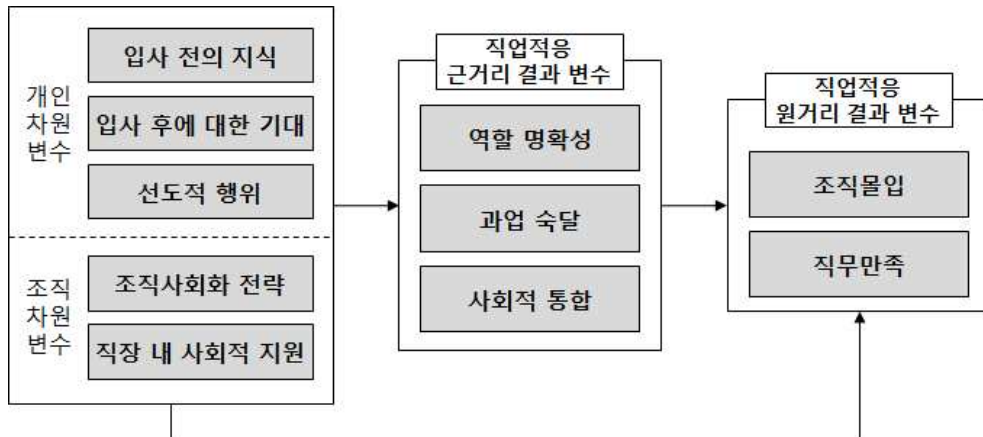 개인
차원
변수
입사 전의 지식
입사 후에 대한 기대
선도적 행위
조직
차원
변수
조직사회화 전략
직장 내 사회적 지원
직업적응
근거리 결과 변수
역할 명확성
과업 숙달
사회적 통합
직업적응
원거리 결과 변수
조직몰입
직무만족